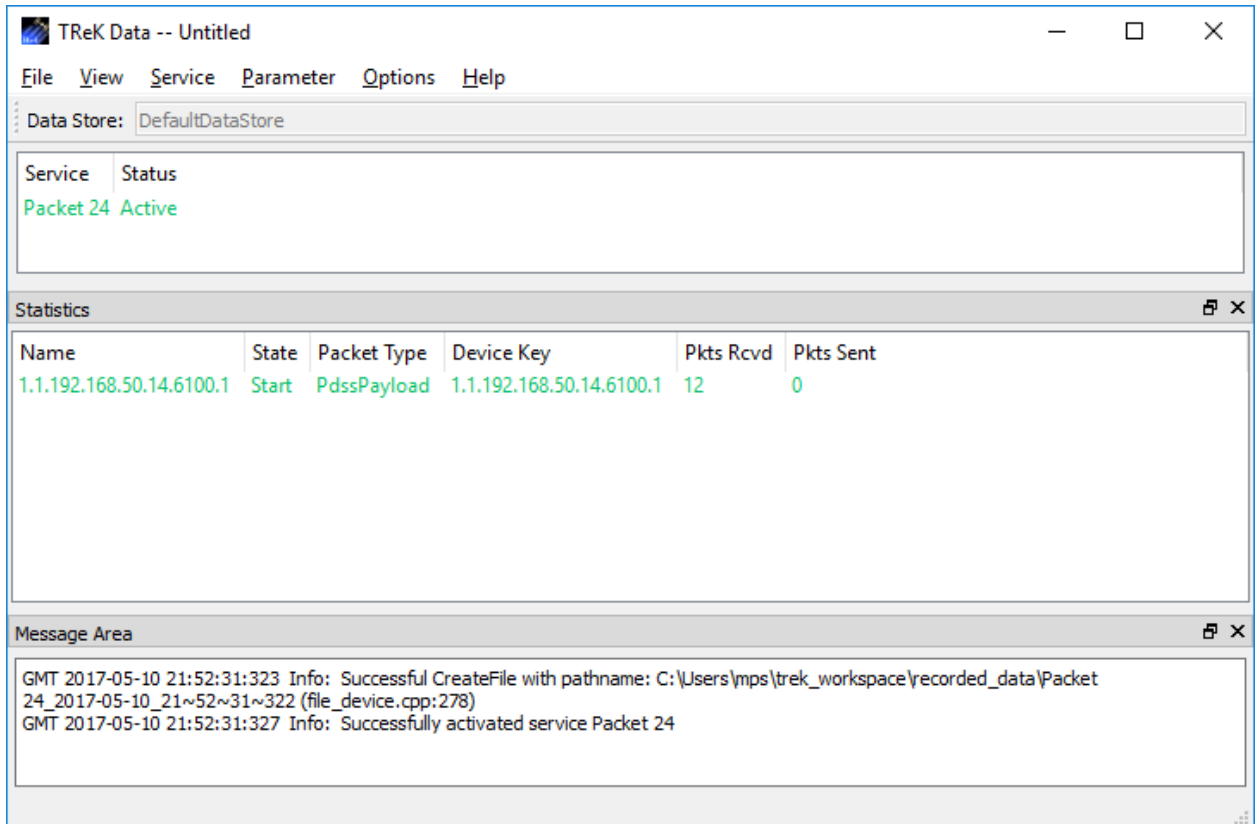 TReK Data -- Untitled
File View Service Parameter Options Help
Data Store: DefaultDataStore
Service Status
Packet 24 Active
Statistics
Name State Packet Type Device Key Pkts Rcvd Pkts Sent
1.1.192.168.50.14.6100.1 Start PdssPayload 1.1.192.168.50.14.6100.1 12 0
Message Area
GMT 2017-05-10 21:52:31:323 Info: Successful CreateFile with pathname: C:\Users\mps\trek_workspace\recorded_data\Packet
24_2017-05-10_21~52~31~322 (file_device.cpp:278)
GMT 2017-05-10 21:52:31:327 Info: Successfully activated service Packet 24